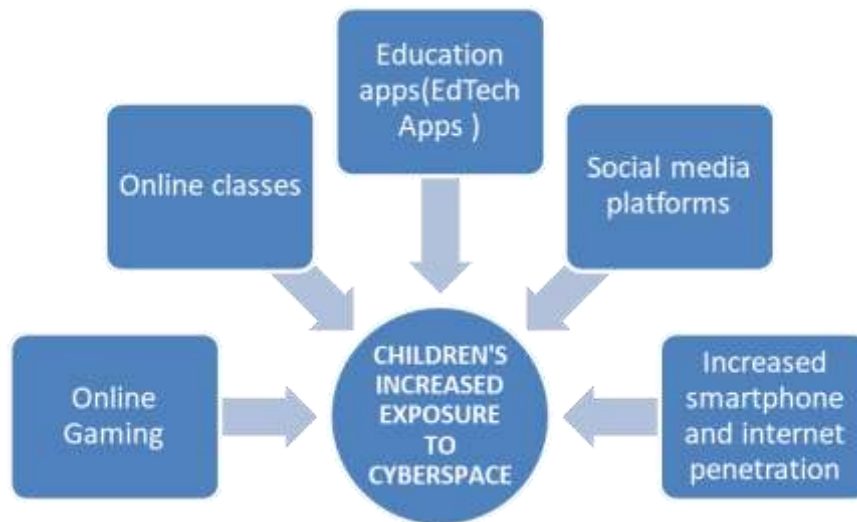 Education
apps(EdTech
Apps )
Online classes
Social media
platforms
Online
Gaming
CHILDREN'S
INCREASED
EXPOSURE
TO
CYBERSPACE
Increased
smartphone
and internet
penetration